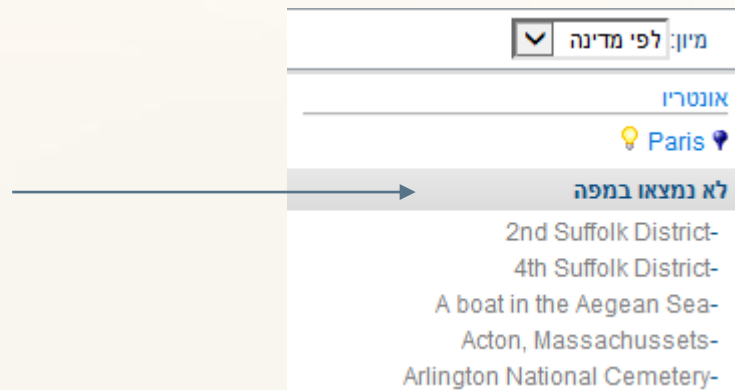 מיון: לפי מדינה
אונטריו
Paris
לא נמצאו במפה
-2nd Suffolk District
-4th Suffolk District
-A boat in the Aegean Sea
-Acton, Massachussets
-Arlington National Cemetery